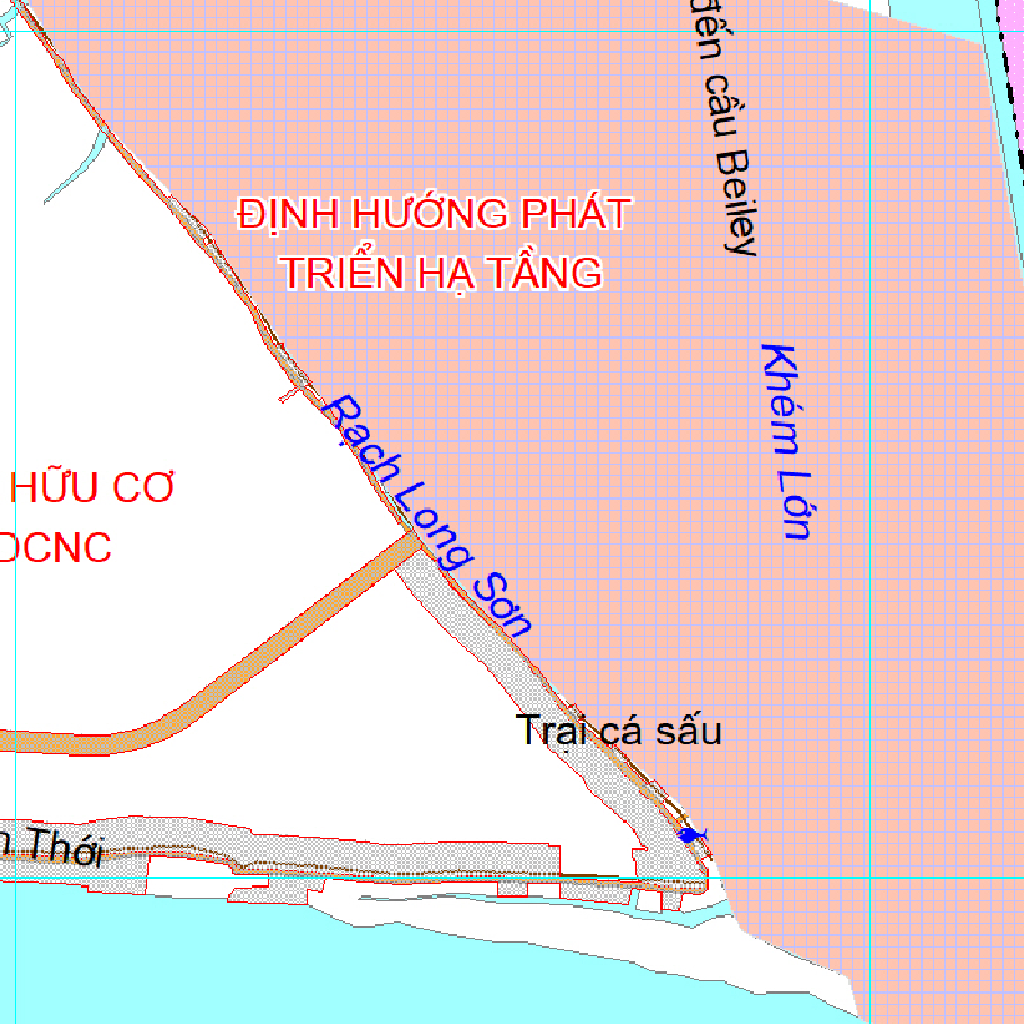 đến cầu Beiley
ĐỊNH HƯỚNG PHÁT
TRIỂN HẠ TẦNG
Khém Lớn
Rạch Long Sơn
HỮU CƠ
DCNC
Trại cá sấu
Thới